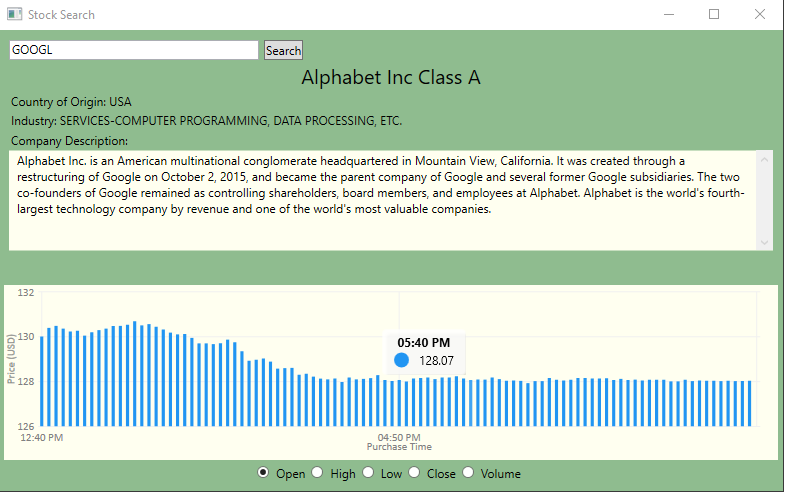 Stock Search
GOOGL
Search
Alphabet Inc Class A
Country of Origin: USA
Industry: SERVICES-COMPUTER PROGRAMMING, DATA PROCESSING, ETC.
Company Description:
Alphabet Inc. is an American multinational conglomerate headquartered in Mountain View, California. It was created through a
restructuring of Google on October 2, 2015, and became the parent company of Google and several former Google subsidiaries. The two
co-founders of Google remained as controlling shareholders, board members, and employees at Alphabet. Alphabet is the world's fourth-
largest technology company by revenue and one of the world's most valuable companies.
132
130
128
126
Price (USD)
05:40 PM
128.07
12:40 PM
04:50 PM
Purchase Time
Open High Low Close Volume